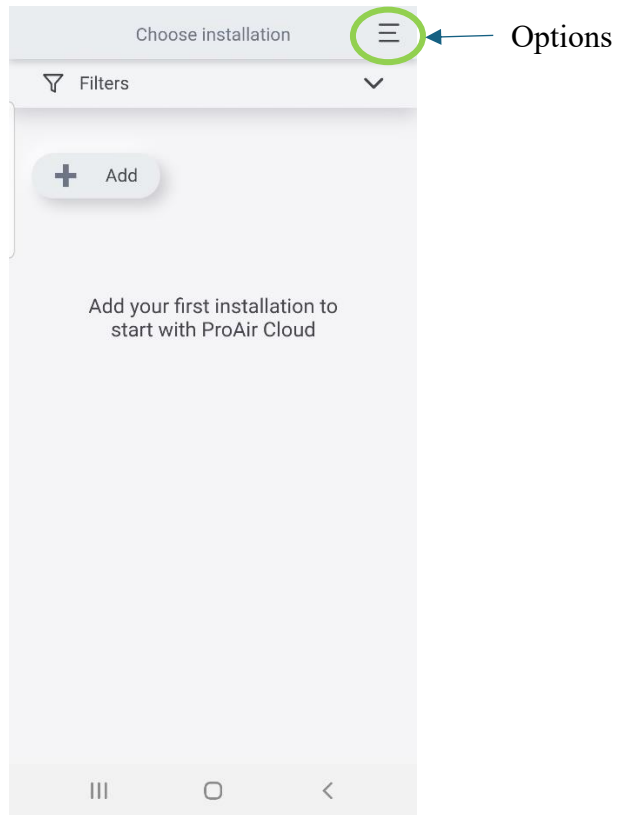 Choose installation
Options
Filters
Add
Add your first installation to
start with ProAir Cloud